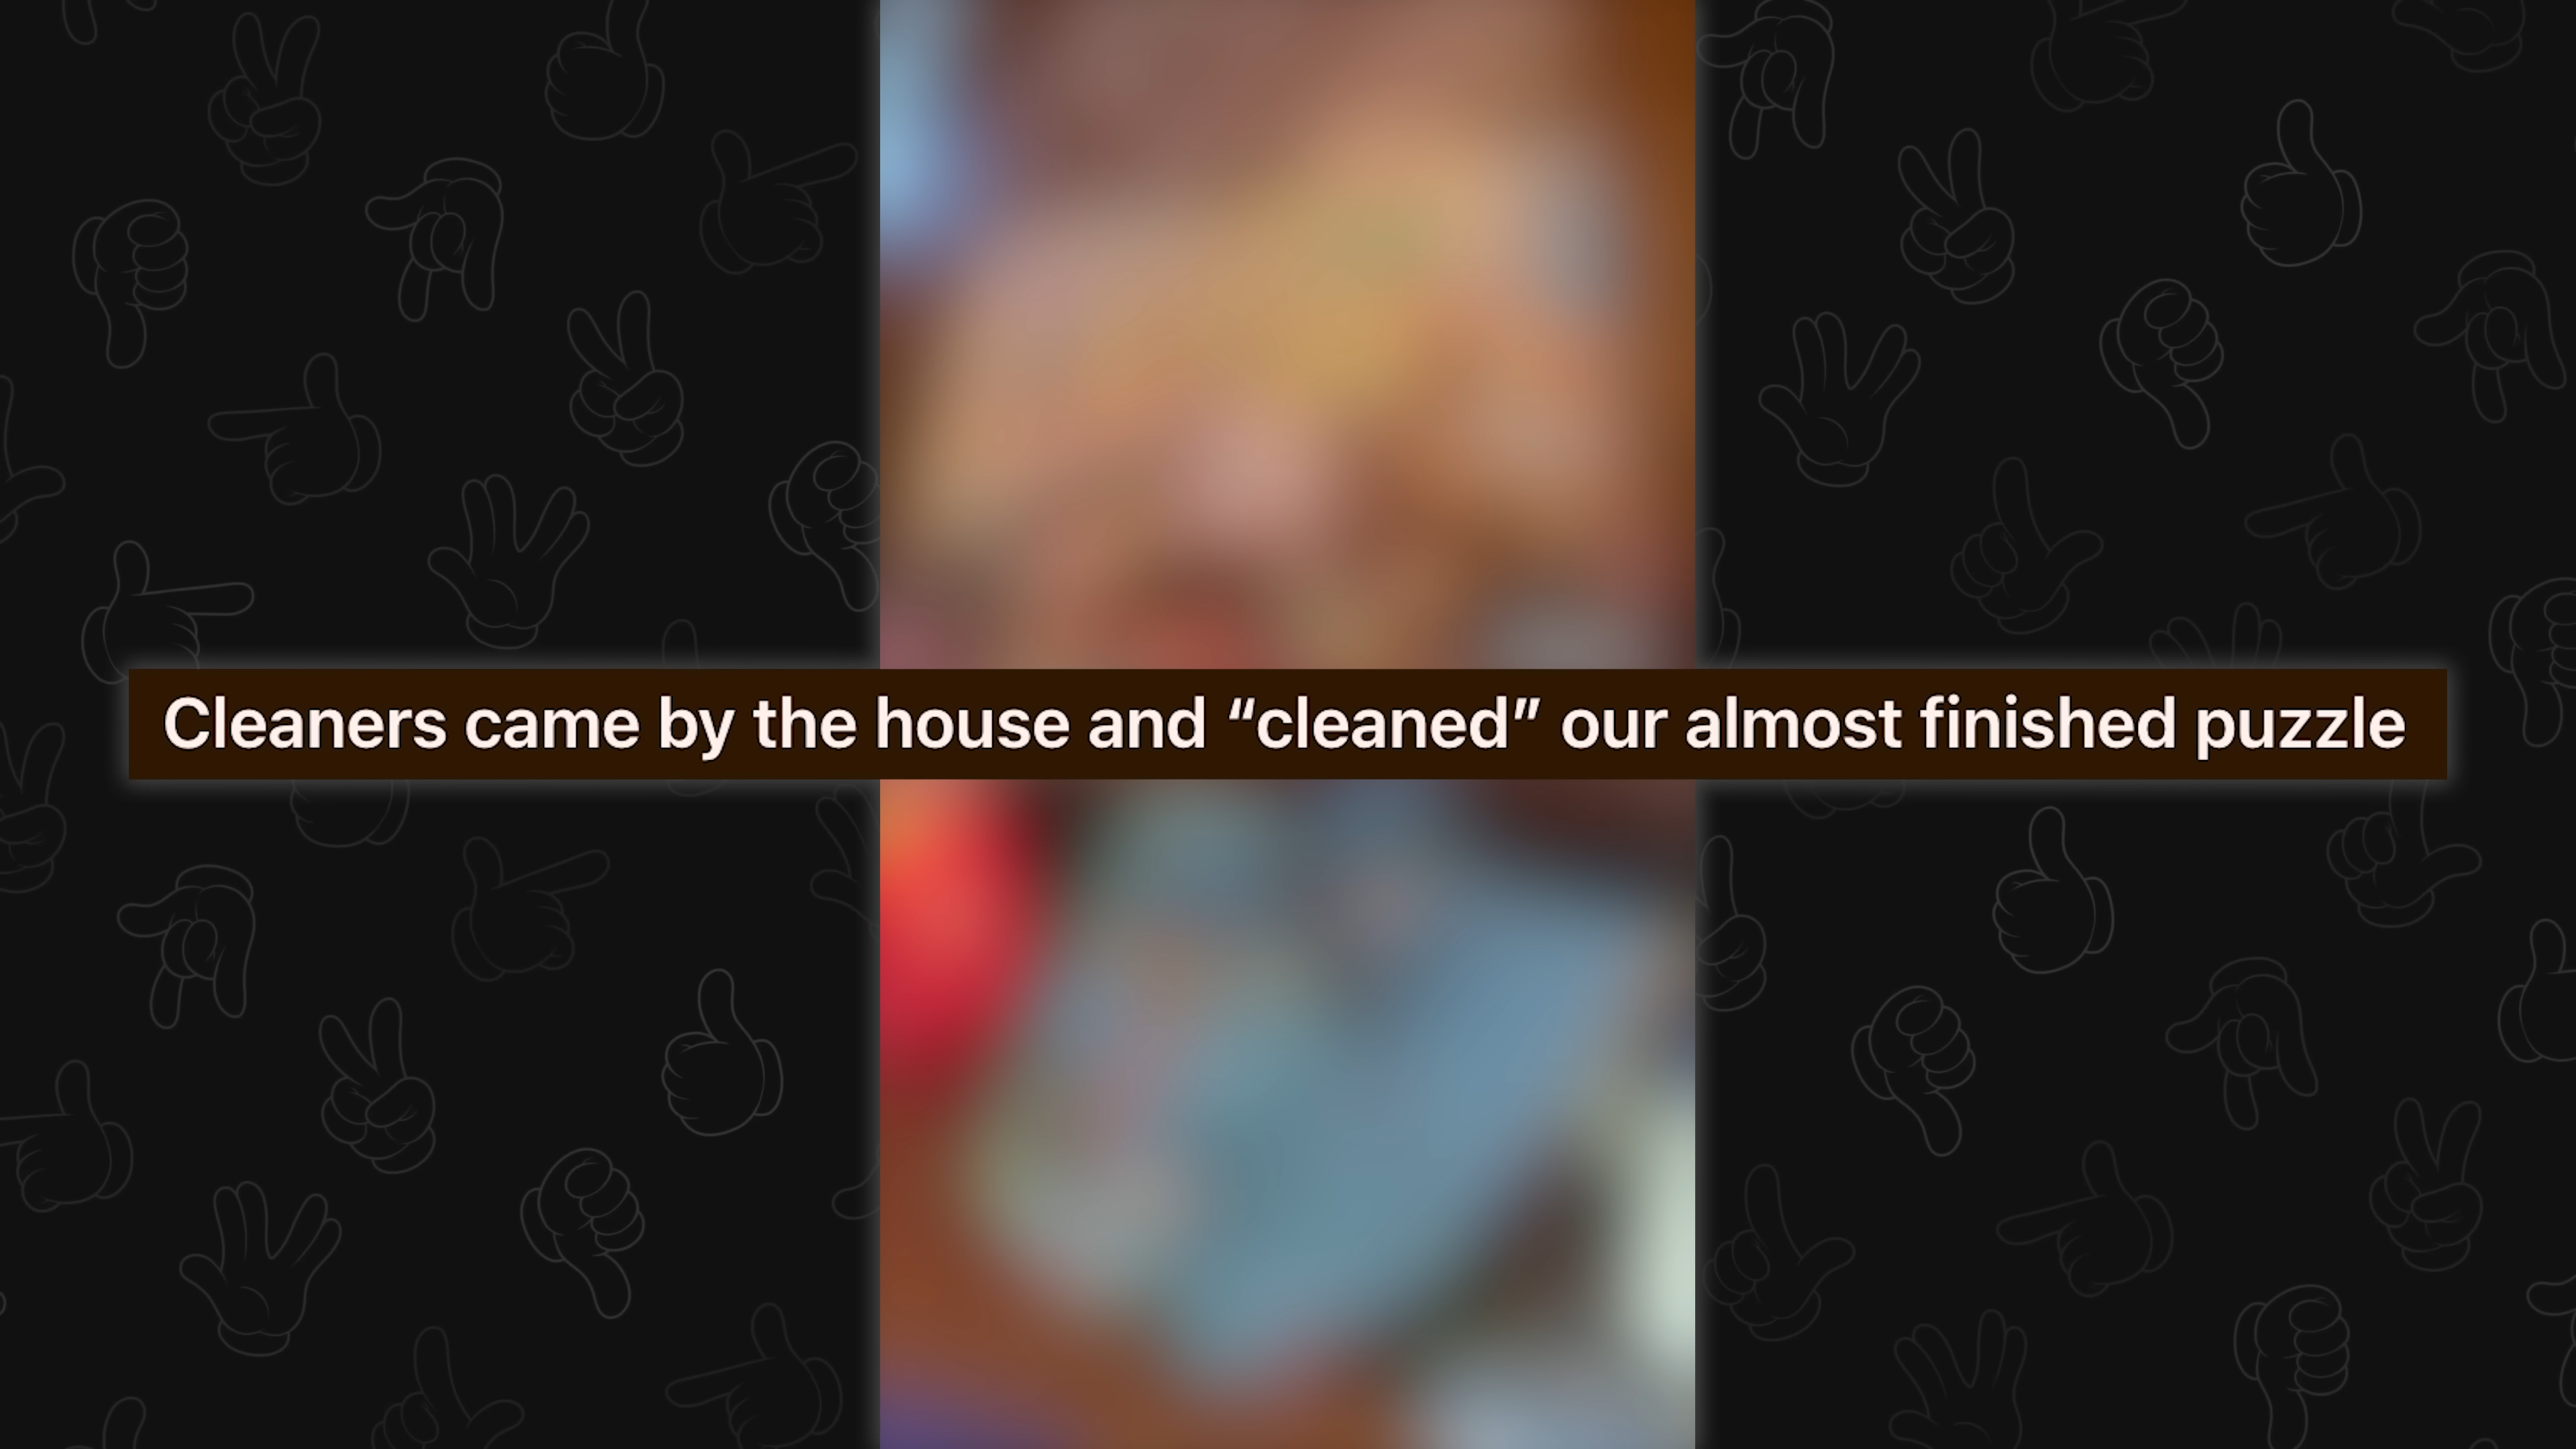 Cleaners came by the house and “cleaned” our almost finished puzzle